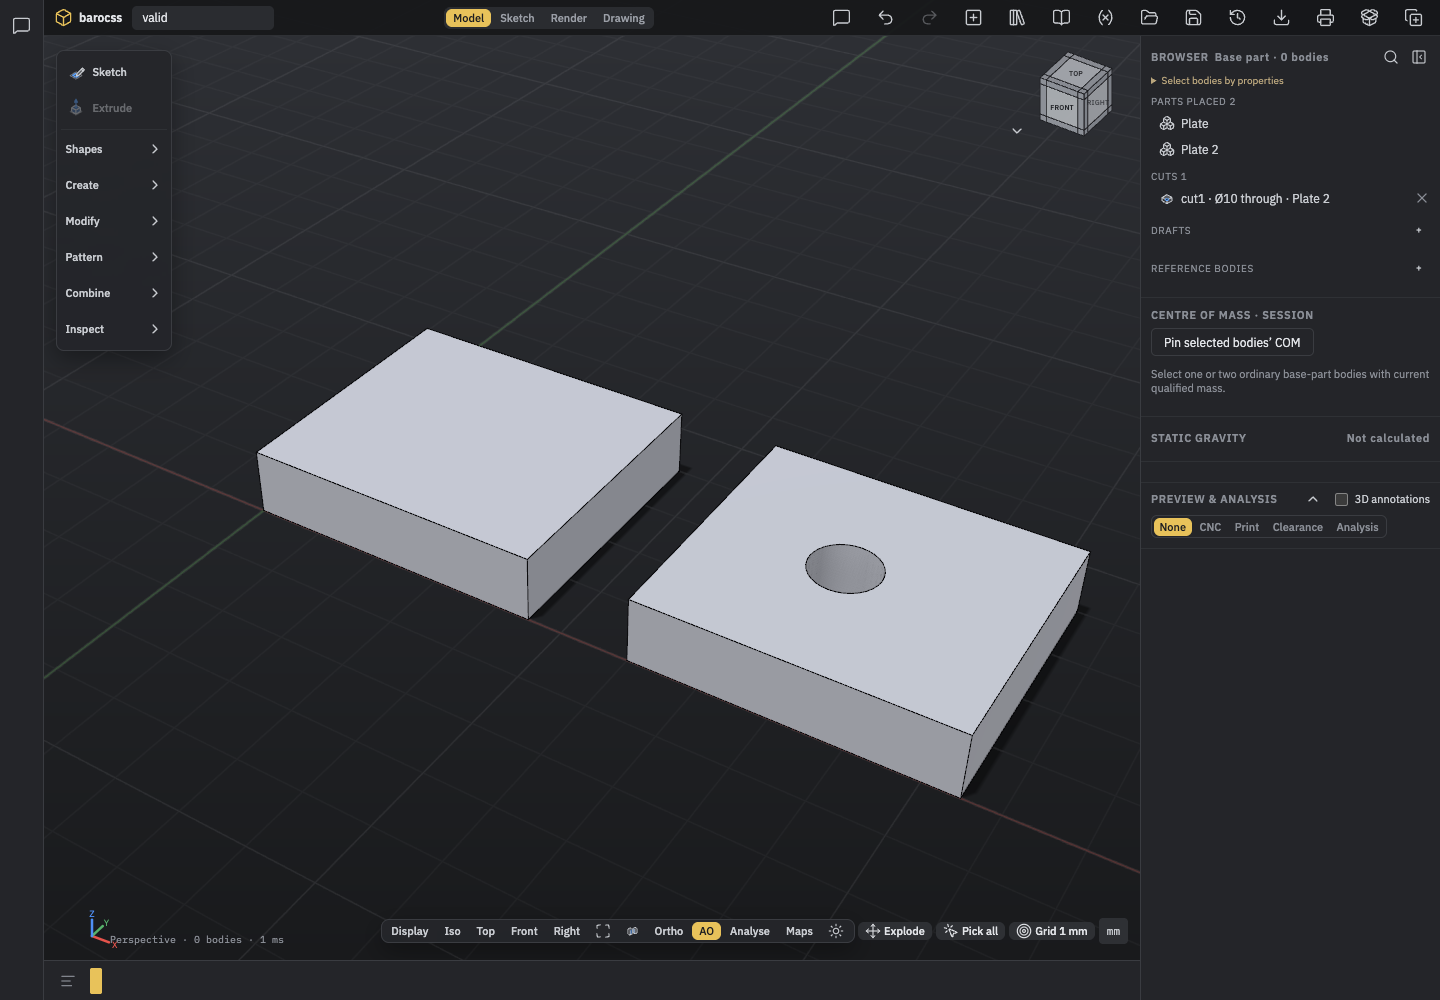 barocss
valid
Model Sketch Render Drawing
Sketch
Extrude
Shapes
Create
Modify
Pattern
Combine
Inspect
TOP
FRONT
RIGHT
BROWSER Base part · 0 bodies
Select bodies by properties
PARTS PLACED 2
Plate
Plate 2
CUTS 1
cut1 · Ø10 through · Plate 2
DRAFTS +
REFERENCE BODIES +
CENTRE OF MASS · SESSION
Pin selected bodies’ COM
Select one or two ordinary base-part bodies with current
qualified mass.
STATIC GRAVITY Not calculated
PREVIEW & ANALYSIS 3D annotations
None CNC Print Clearance Analysis
Z
Y
X
Perspective · 0 bodies · 1 ms
Display Iso Top Front Right Ortho AO Analyse Maps Explode Pick all Grid 1 mm mm